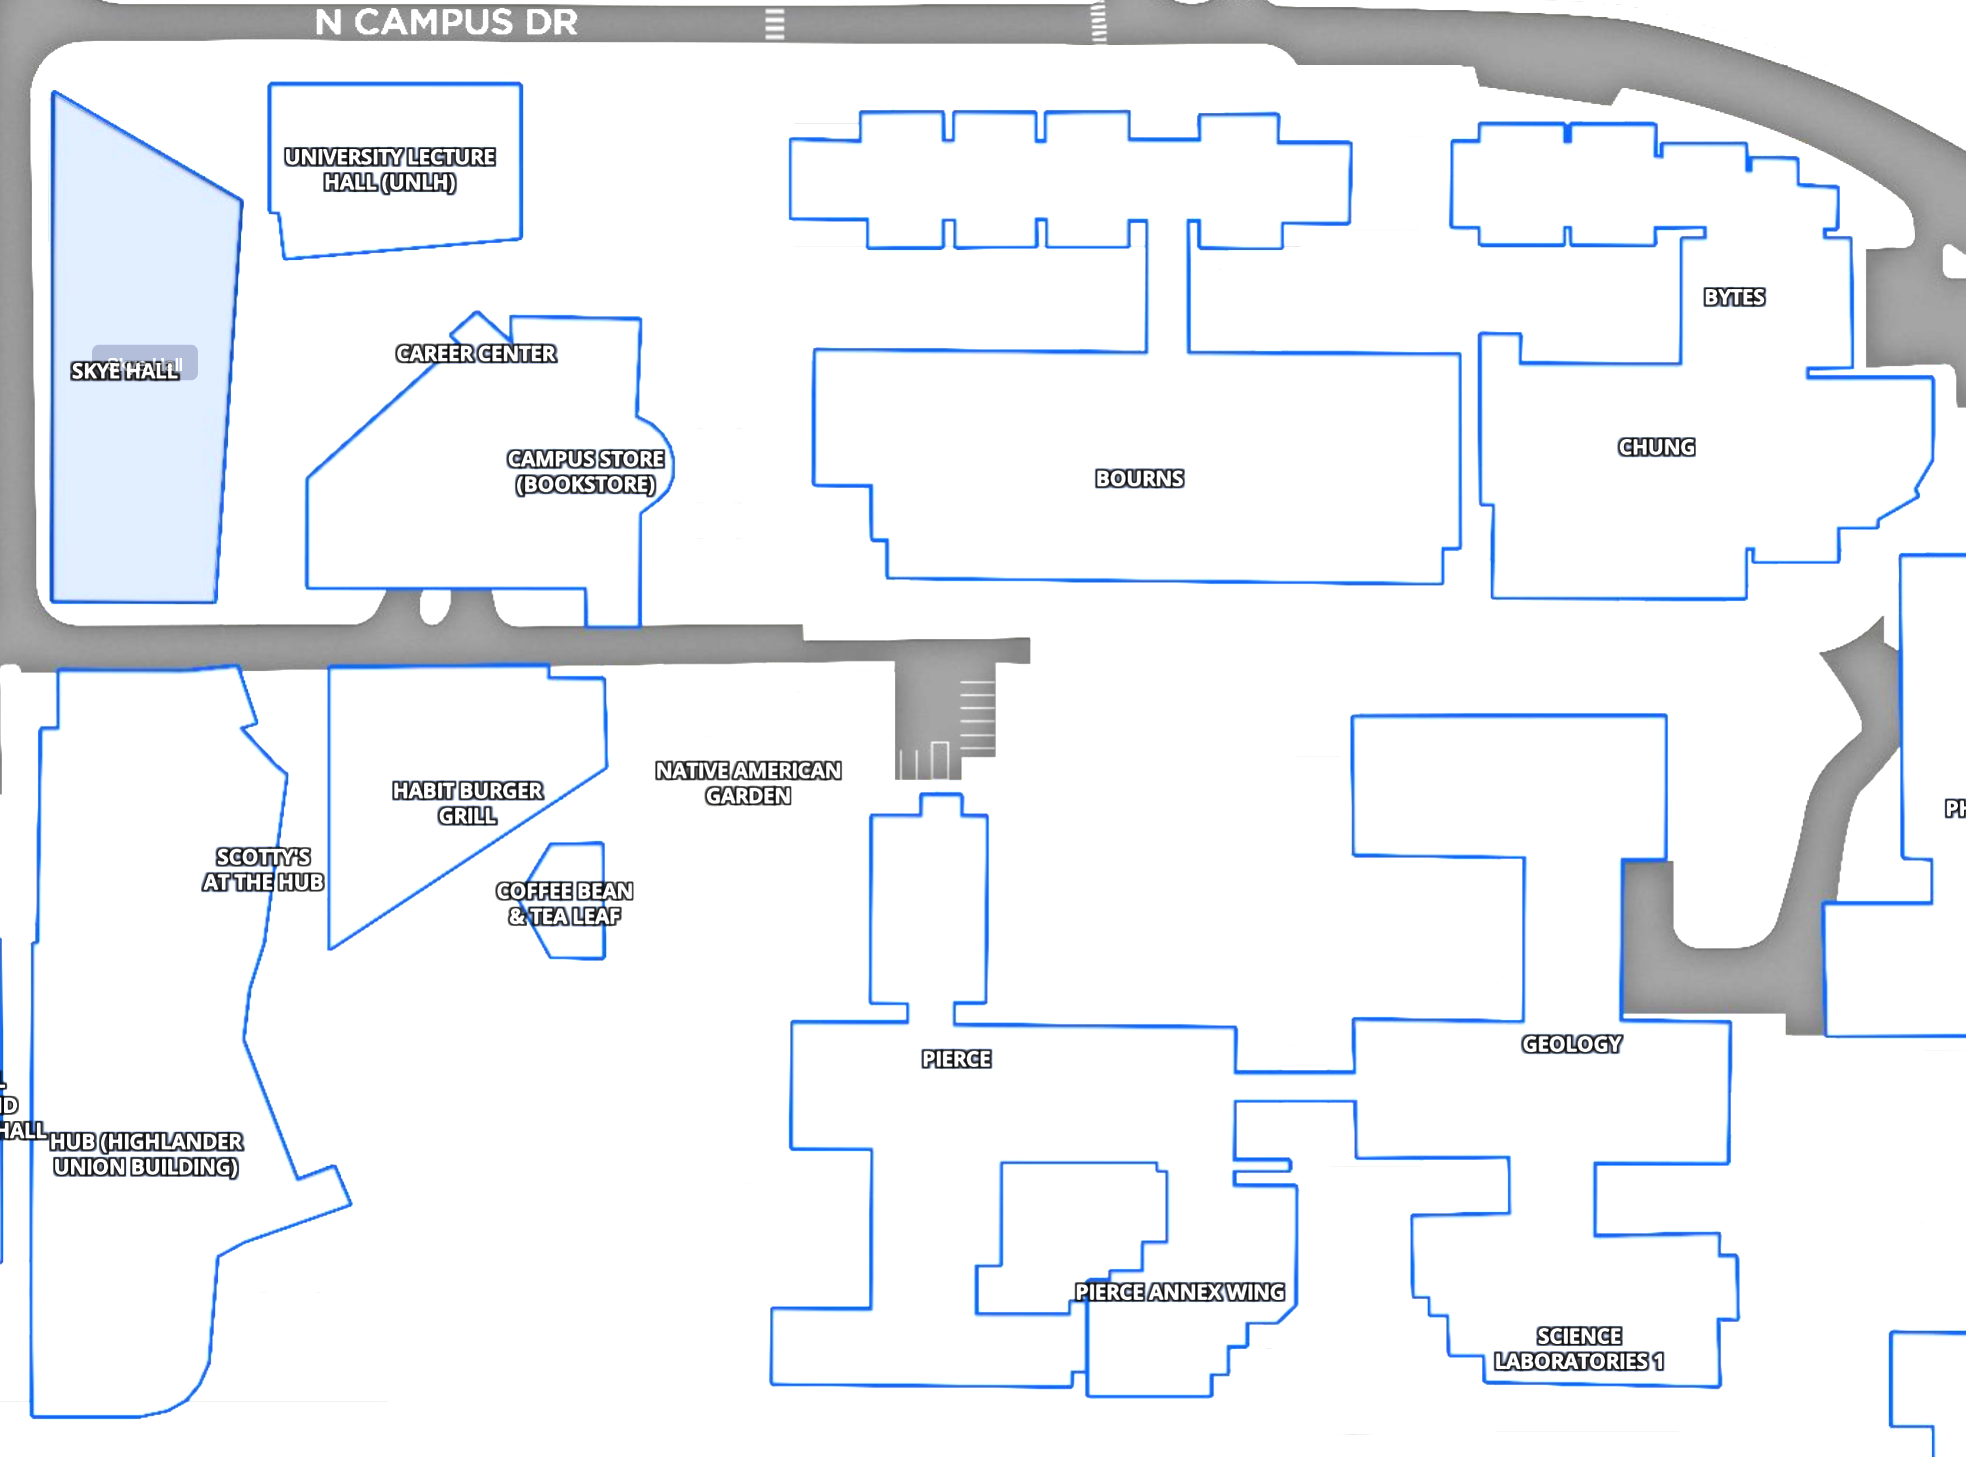 N CAMPUS DR
UNIVERSITY LECTURE
HALL (UNLH)
BYTES
CAREER CENTER
SKYE HALL
CHUNG
CAMPUS STORE
(BOOKSTORE)
BOURNS
NATIVE AMERICAN
GARDEN
HABIT BURGER
GRILL
PH
SCOTTY'S
AT THE HUB
COFFEE BEAN
& TEA LEAF
GEOLOGY
PIERCE
HALL
HUB (HIGHLANDER
UNION BUILDING)
PIERCE ANNEX WING
SCIENCE
LABORATORIES 1